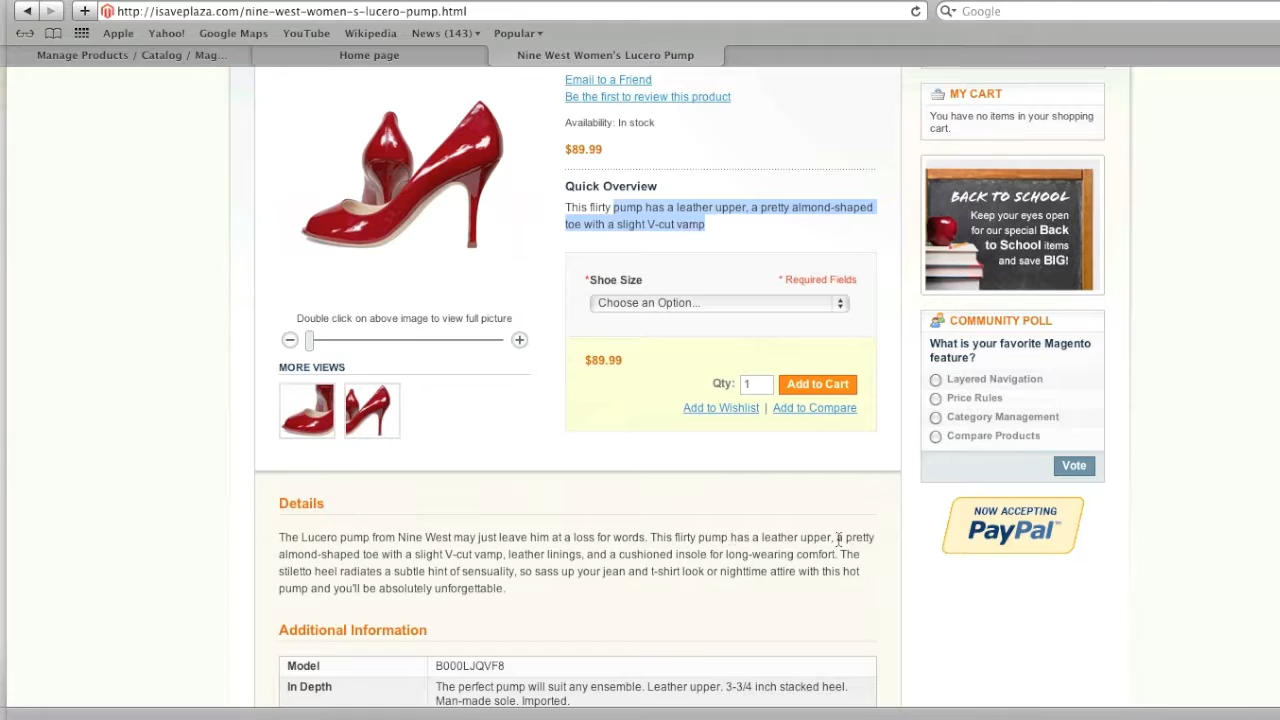 http://isaveplaza.com/nine-west-women-s-lucero-pump.html
Google
Apple Yahoo! Google Maps YouTube Wikipedia News (143) Popular
Manage Products / Catalog / Mag...
Home page
Nine West Women's Lucero Pump
Email to a Friend
Be the first to review this product
Availability: In stock
$89.99
Quick Overview
This flirty pump has a leather upper, a pretty almond-shaped
toe with a slight V-cut vamp
*Shoe Size
* Required Fields
Choose an Option...
$89.99
Qty: 1 Add to Cart
Add to Wishlist | Add to Compare
Double click on above image to view full picture
MORE VIEWS
Details
The Lucero pump from Nine West may just leave him at a loss for words. This flirty pump has a leather upper, a pretty
almond-shaped toe with a slight V-cut vamp, leather linings, and a cushioned insole for long-wearing comfort. The
stiletto heel radiates a subtle hint of sensuality, so sass up your jean and t-shirt look or nighttime attire with this hot
pump and you'll be absolutely unforgettable.
Additional Information
Model B000LJQVF8
In Depth The perfect pump will suit any ensemble. Leather upper. 3-3/4 inch stacked heel.
Man-made sole. Imported.
MY CART
You have no items in your shopping
cart.
BACK TO SCHOOL
Keep your eyes open
for our special Back
to School items
and save BIG!
COMMUNITY POLL
What is your favorite Magento
feature?
Layered Navigation
Price Rules
Category Management
Compare Products
Vote
NOW ACCEPTING
PayPal